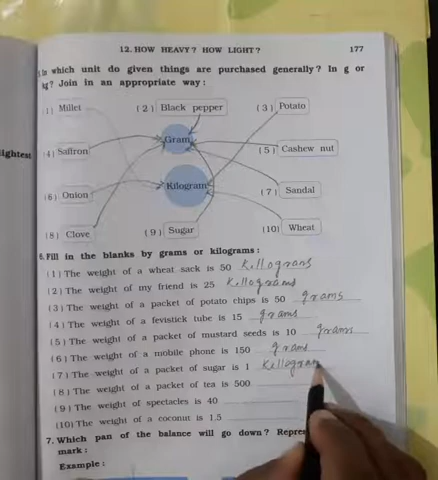 12. HOW HEAVY? HOW LIGHT? 177
5. In which unit do given things are purchased generally? In g or
kg? Join in an appropriate way :
(1) Millet (2) Black pepper (3) Potato
Gram
lightest (4) Saffron (5) Cashew nut
Kilogram
(6) Onion (7) Sandal
(8) Clove (9) Sugar (10) Wheat
6. Fill in the blanks by grams or kilograms :
(1) The weight of a wheat sack is 50 Kellograns
(2) The weight of my friend is 25 Kellograms
(3) The weight of a packet of potato chips is 50 grams
(4) The weight of a fevistick tube is 15 grams
(5) The weight of a packet of mustard seeds is 10 grams
(6) The weight of a mobile phone is 150 grams
(7) The weight of a packet of sugar is 1 Kellogram
(8) The weight of a packet of tea is 500
(9) The weight of spectacles is 40
(10) The weight of a coconut is 1.5
7. Which pan of the balance will go down? Repres
mark :
Example :